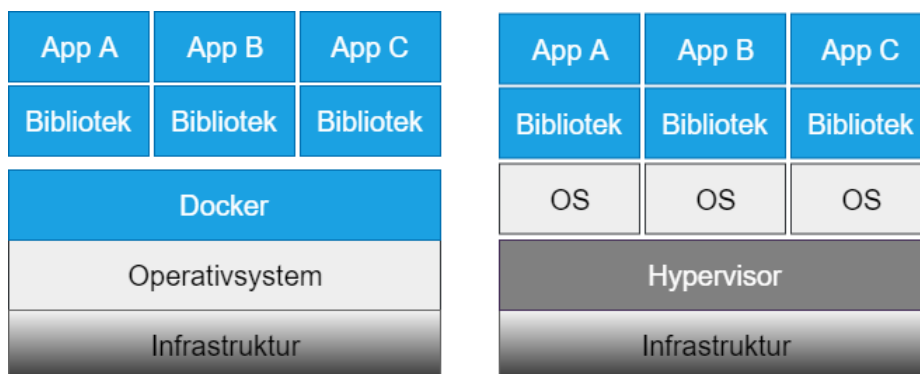 App A
App B
App C
Bibliotek
Bibliotek
Bibliotek
Docker
Operativsystem
Infrastruktur
App A
App B
App C
Bibliotek
Bibliotek
Bibliotek
OS
OS
OS
Hypervisor
Infrastruktur